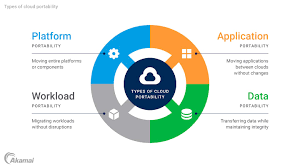 Types of cloud portability
Platform
PORTABILITY
Moving entire platforms
or components
Application
PORTABILITY
Moving applications
between clouds
without changes
TYPES OF CLOUD
PORTABILITY
Workload
PORTABILITY
Migrating workloads
without disruptions
Data
PORTABILITY
Transferring data while
maintaining integrity
Akamai